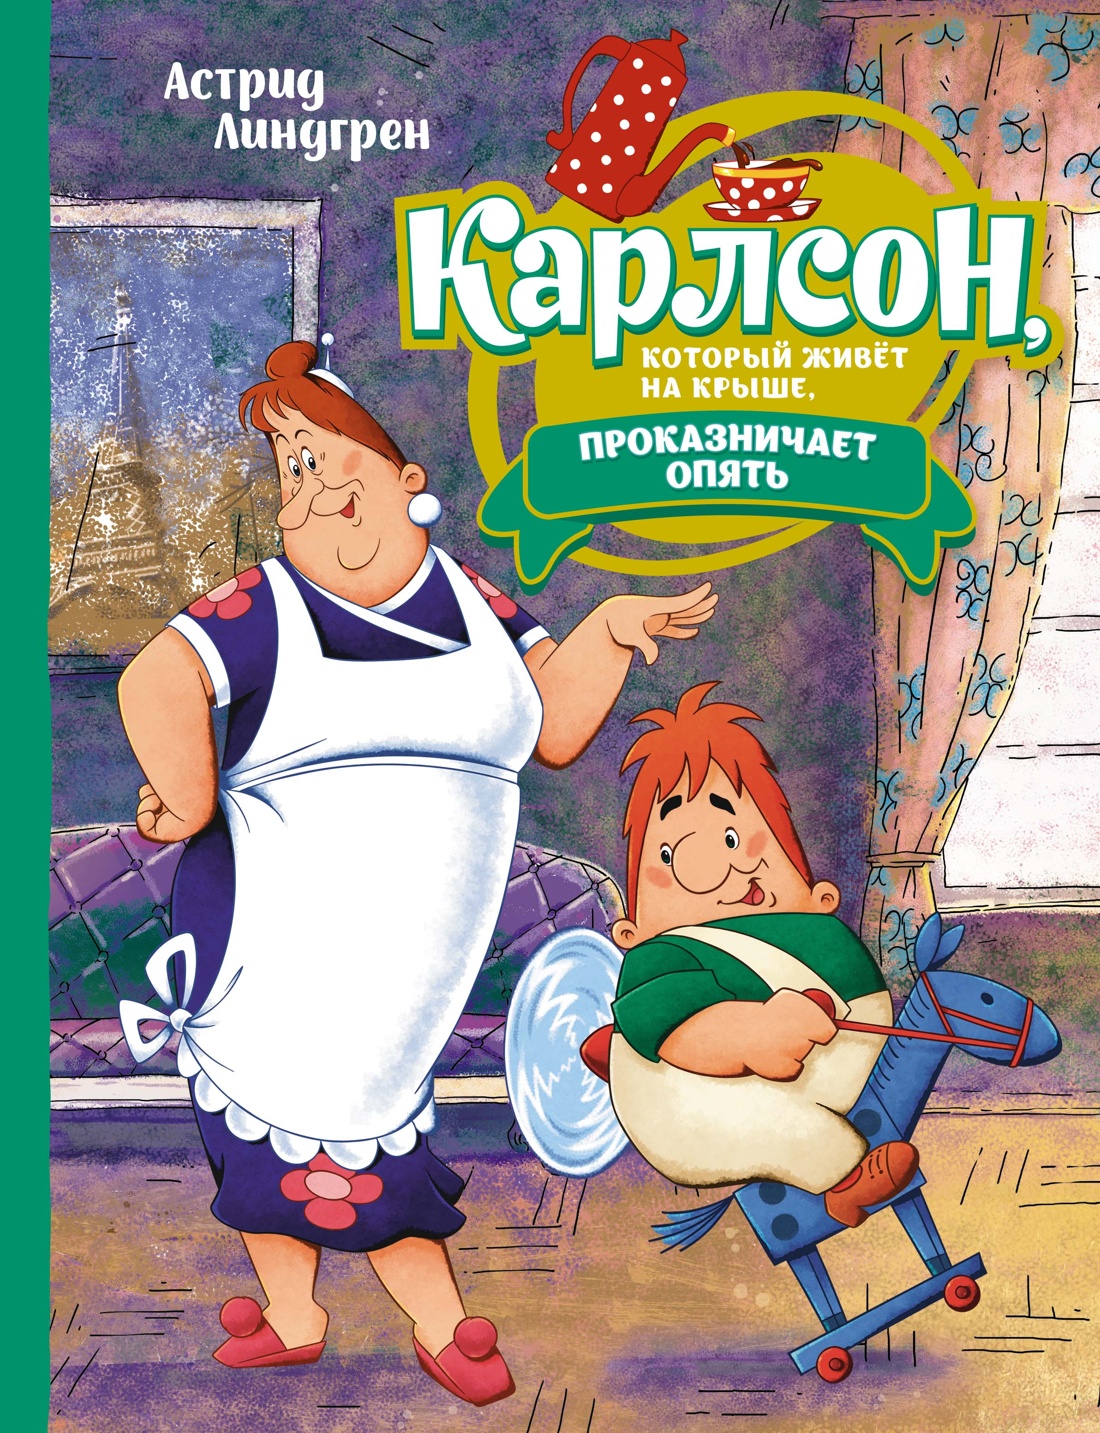 Астрид
Линдгрен
Карлсон,
который живёт
на крыше,
проказничает
опять